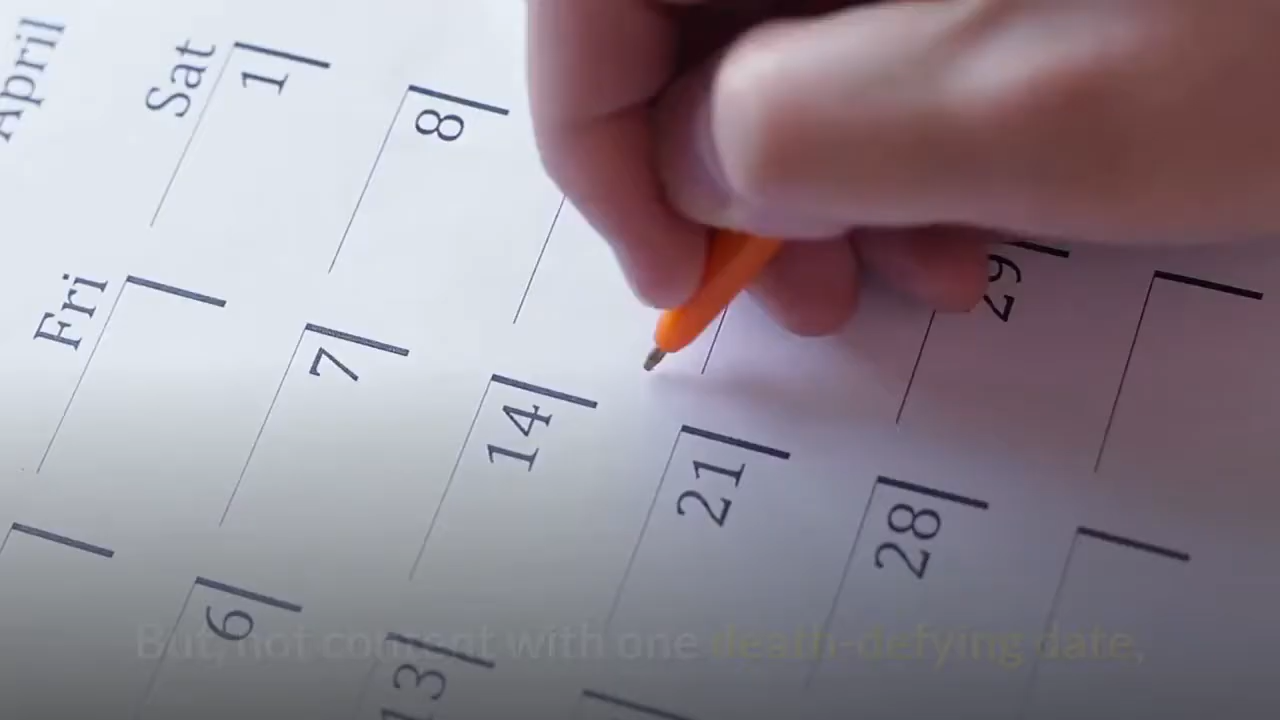 April
Sat
1
8
29
Fri
7
14
21
28
6
13
But, not content with one death-defying date,